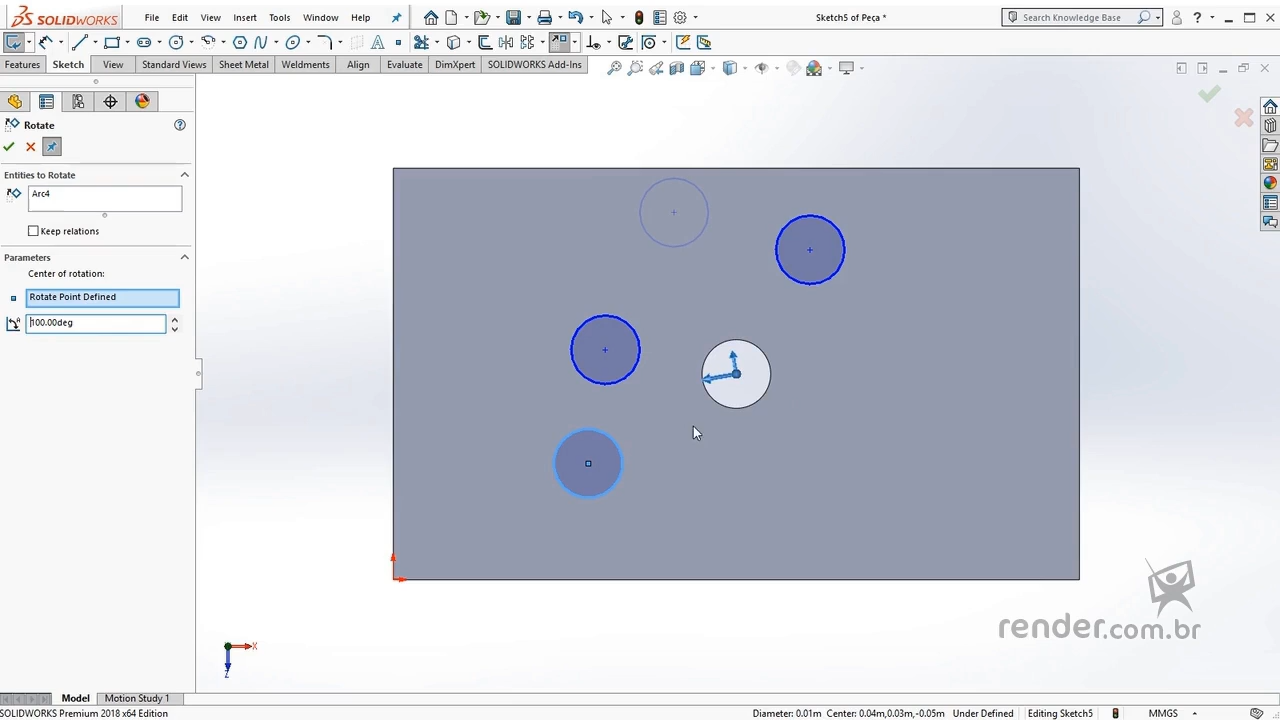 SOLIDWORKS
File Edit View Insert Tools Window Help
Sketch5 of Peça *
Search Knowledge Base
?
Features Sketch View Standard Views Sheet Metal Weldments Align Evaluate DimXpert SOLIDWORKS Add-Ins
Rotate
Entities to Rotate
Arc4
Keep relations
Parameters
Center of rotation:
Rotate Point Defined
100.00deg
render.com.br
X
Z
Model Motion Study 1
SOLIDWORKS Premium 2018 x64 Edition
Diameter: 0.01m Center: 0.04m,0.03m,-0.05m Under Defined Editing Sketch5 MMGS